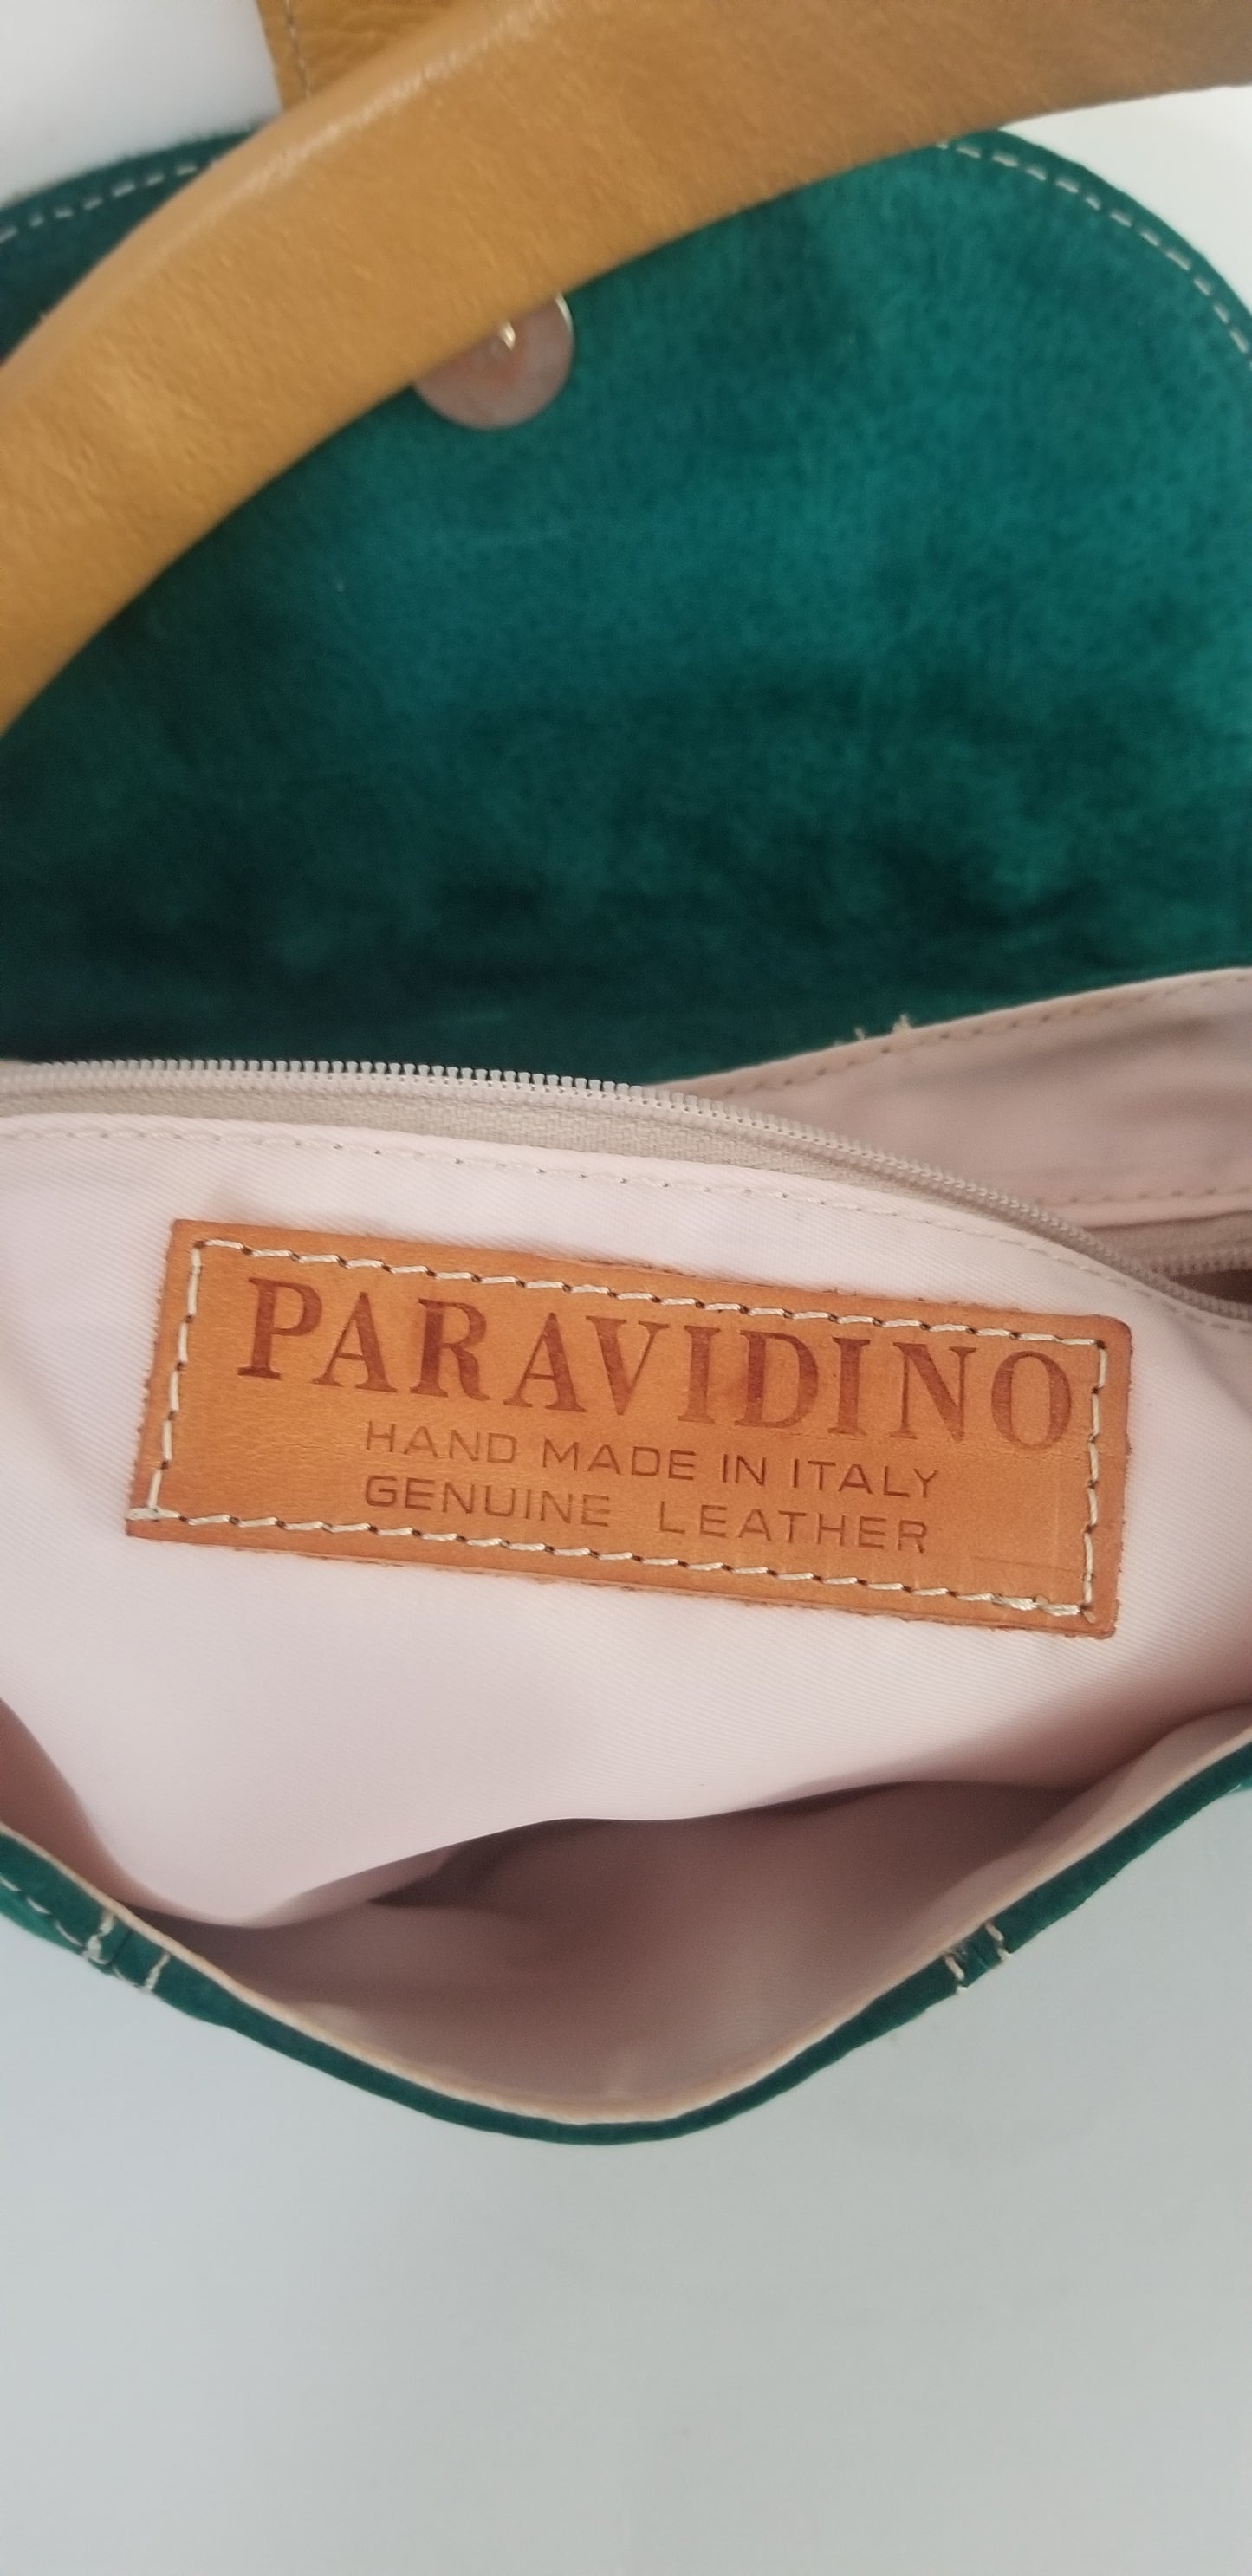 PARAVIDINO
HAND MADE IN ITALY
GENUINE LEATHER